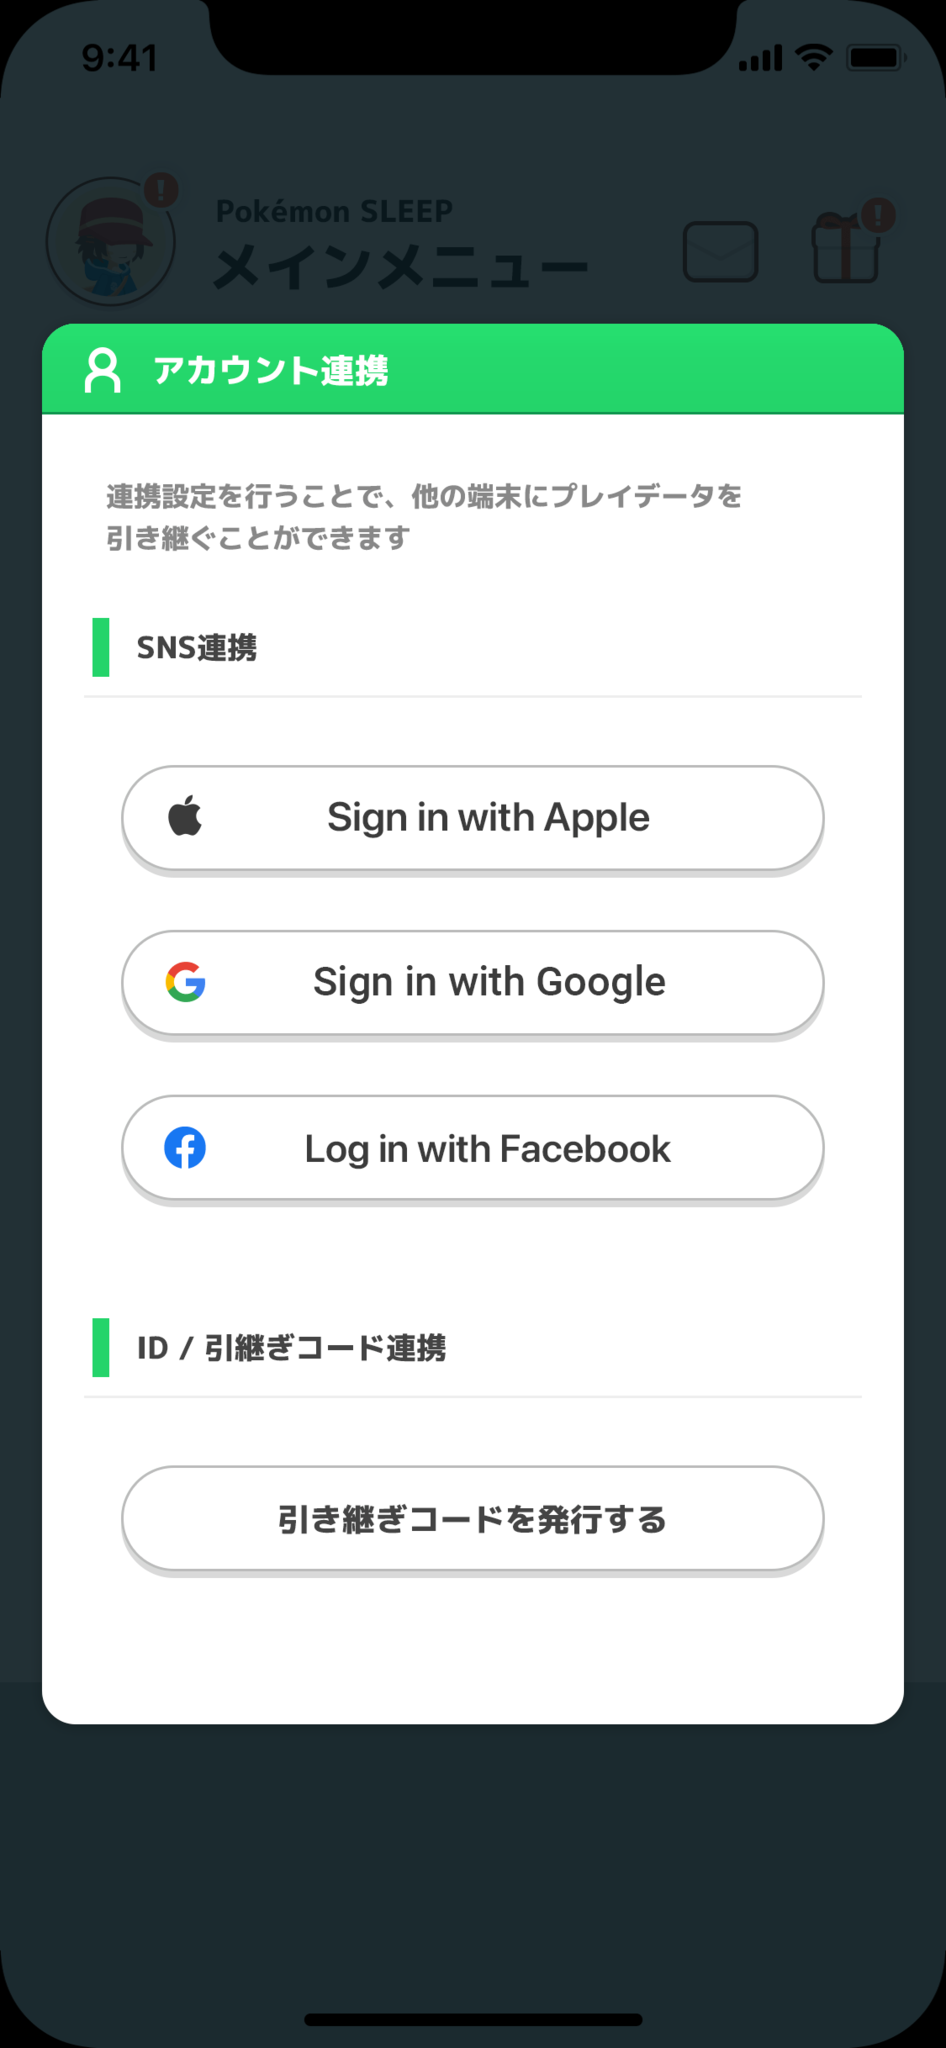 9:41
Pokémon SLEEP
メインメニュー
アカウント連携
連携設定を行うことで、他の端末にプレイデータを
引き継ぐことができます
SNS連携
Sign in with Apple
Sign in with Google
Log in with Facebook
ID / 引継ぎコード連携
引き継ぎコードを発行する